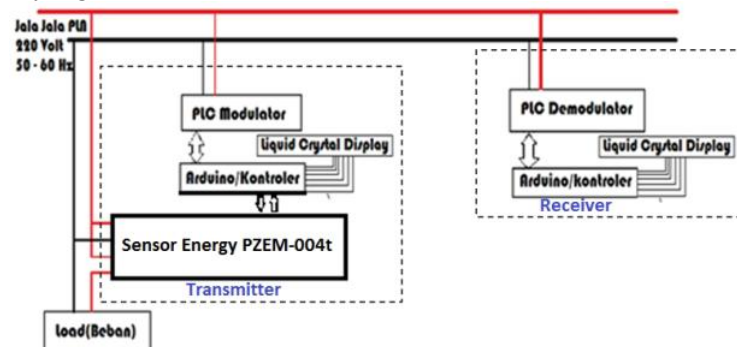 Jala Jala PLN
220 Volt
50 - 60 Hz
PLC Modulator
Liquid Crystal Display
Arduino/Kontroler
Sensor Energy PZEM-004t
Transmitter
Load(Beban)
PLC Demodulator
Liquid Crystal Display
Arduino/kontroler
Receiver